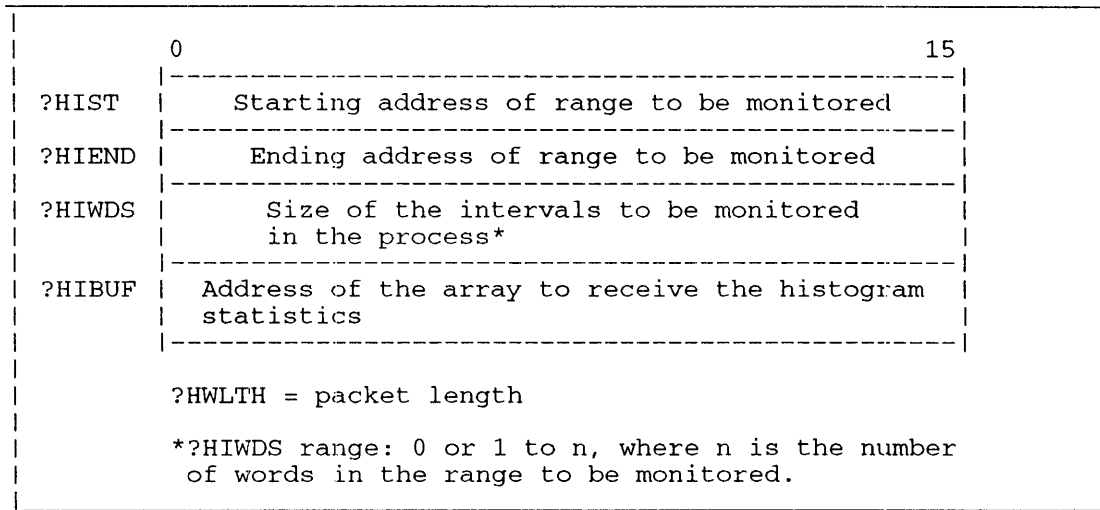 0 15
?HIST Starting address of range to be monitored
?HIEND Ending address of range to be monitored
?HIWDS Size of the intervals to be monitored
in the process*
?HIBUF Address of the array to receive the histogram
statistics
?HWLTH = packet length
*?HIWDS range: 0 or 1 to n, where n is the number
of words in the range to be monitored.